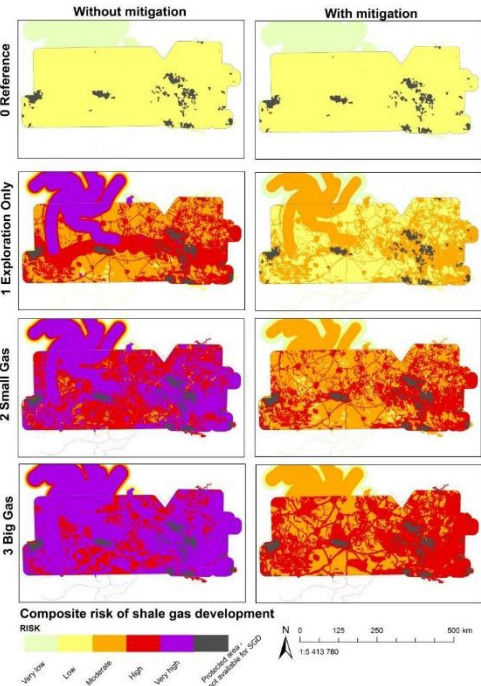 Without mitigation
With mitigation
0 Reference
1 Exploration Only
2 Small Gas
3 Big Gas
Composite risk of shale gas development
RISK
Very low
Low
Moderate
High
Very high
Protected area -
not available for SGD
N
0 125 250 500 km
1:5 413 780